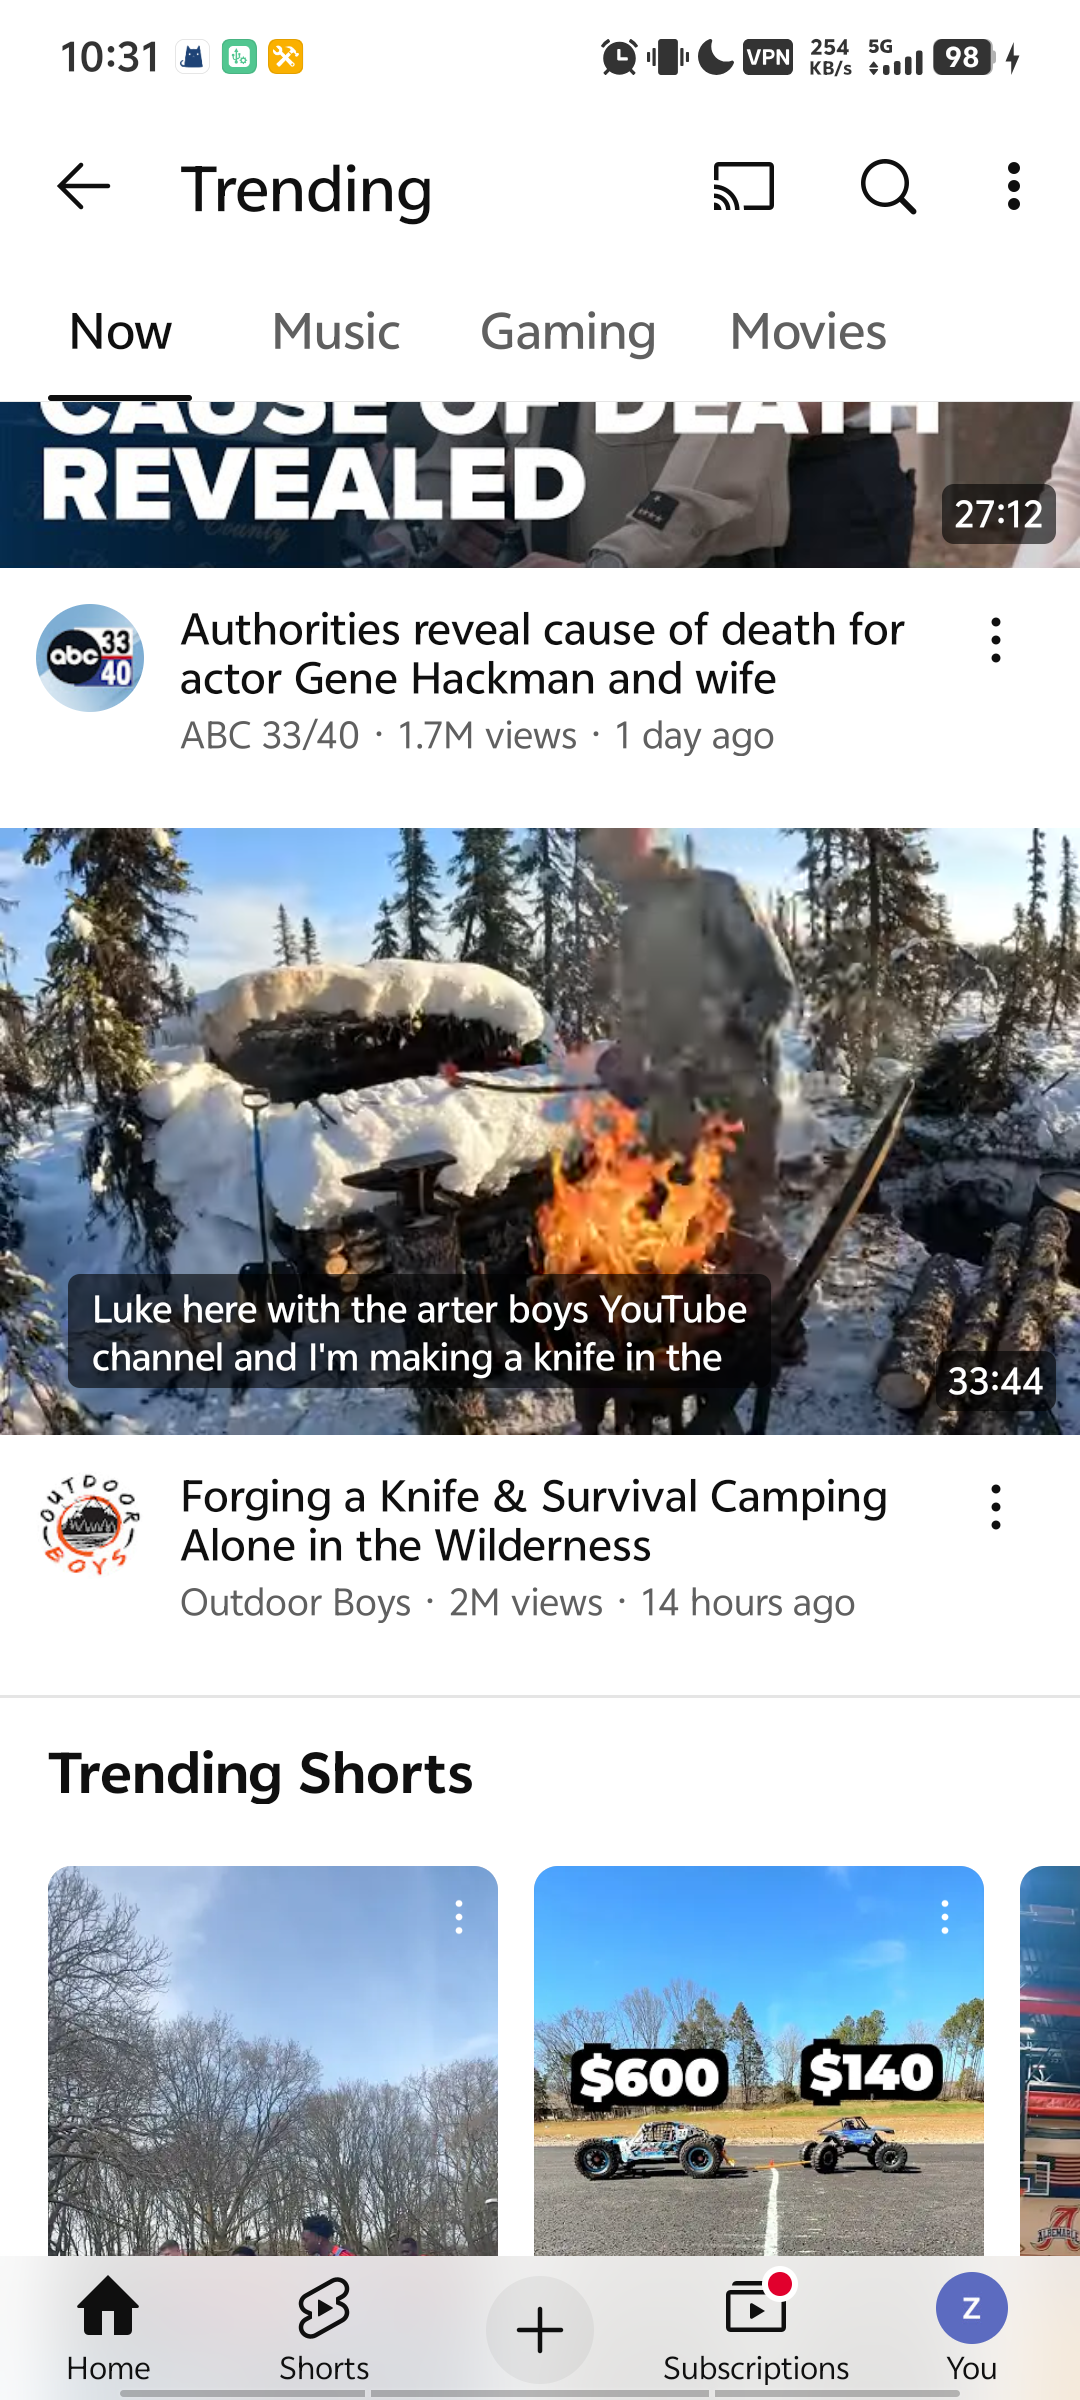 10:31
VPN
254
KB/s
5G
98
Trending
Now
Music
Gaming
Movies
CAUSE OF DEATH
REVEALED
County
27:12
abc 33
40
Authorities reveal cause of death for
actor Gene Hackman and wife
ABC 33/40 · 1.7M views · 1 day ago
Luke here with the arter boys YouTube
channel and I'm making a knife in the
33:44
OUTDOOR
BOYS
Forging a Knife & Survival Camping
Alone in the Wilderness
Outdoor Boys · 2M views · 14 hours ago
Trending Shorts
$600
$140
ALBEMARLE
Home
Shorts
Subscriptions
Z
You